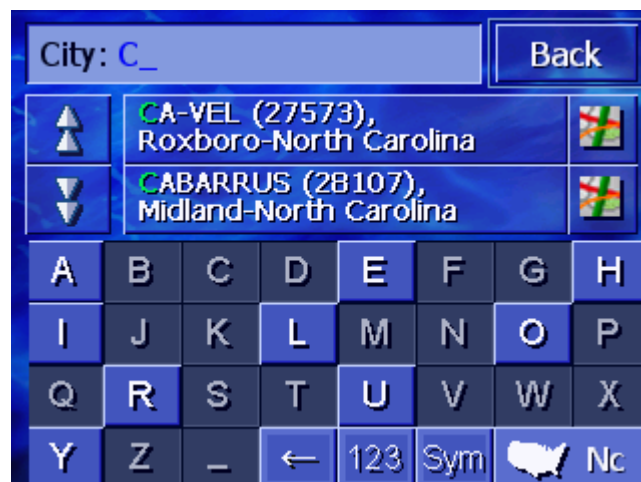 City: C_
Back
CA-VEL (27573),
Roxboro-North Carolina
CABARRUS (28107),
Midland-North Carolina
A B C D E F G H
I J K L M N O P
Q R S T U V W X
Y Z _ ← 123 Sym Nc